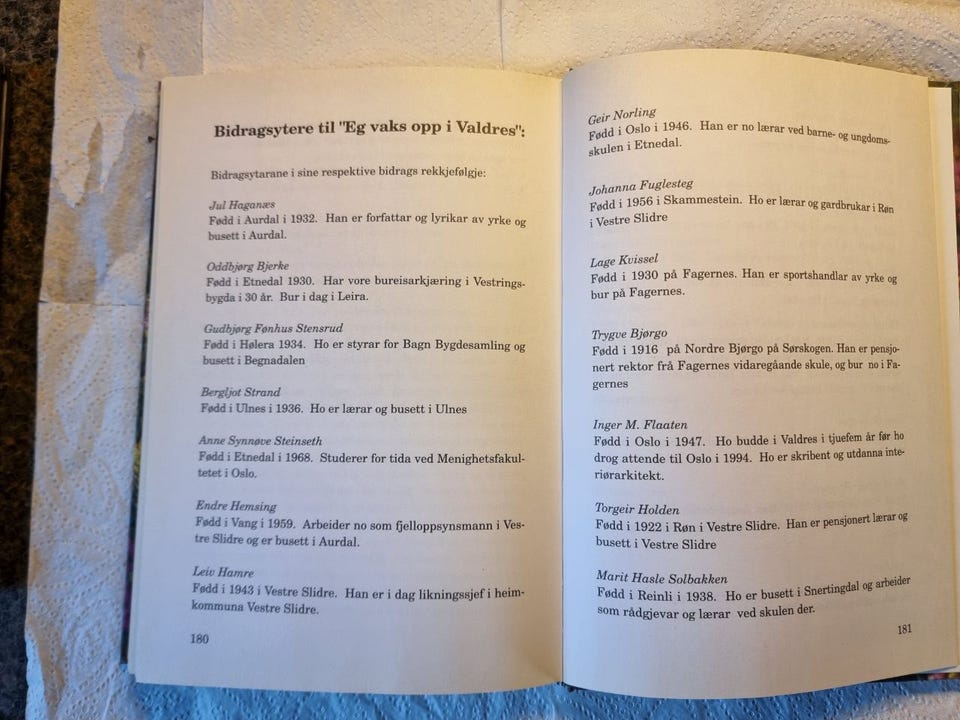 Bidragsytere til "Eg vaks opp i Valdres":
Bidragsytarane i sine respektive bidrags rekkjefølgje:
Jul Haganæs
Fødd i Aurdal i 1932. Han er forfattar og lyrikar av yrke og
busett i Aurdal.
Oddbjørg Bjerke
Fødd i Etnedal 1930. Har vore bureisarkjæring i Vestrings-
bygda i 30 år. Bur i dag i Leira.
Gudbjørg Fønhus Stensrud
Fødd i Hølera 1934. Ho er styrar for Bagn Bygdesamling og
busett i Begnadalen
Bergljot Strand
Fødd i Ulnes i 1936. Ho er lærar og busett i Ulnes
Anne Synnøve Steinseth
Fødd i Etnedal i 1968. Studerer for tida ved Menighetsfakul-
tetet i Oslo.
Endre Hemsing
Fødd i Vang i 1959. Arbeider no som fjelloppsynsmann i Ves-
tre Slidre og er busett i Aurdal.
Leiv Hamre
Fødd i 1943 i Vestre Slidre. Han er i dag likningssjef i heim-
kommuna Vestre Slidre.
180
Geir Norling
Fødd i Oslo i 1946. Han er no lærar ved barne- og ungdoms-
skulen i Etnedal.
Johanna Fuglesteg
Fødd i 1956 i Skammestein. Ho er lærar og gardbrukar i Røn
i Vestre Slidre
Lage Kvissel
Fødd i 1930 på Fagernes. Han er sportshandlar av yrke og
bur på Fagernes.
Trygve Bjørgo
Fødd i 1916 på Nordre Bjørgo på Sørskogen. Han er pensjo-
nert rektor frå Fagernes vidaregåande skule, og bur no i Fa-
gernes
Inger M. Flaaten
Fødd i Oslo i 1947. Ho budde i Valdres i tjuefem år før ho
drog attende til Oslo i 1994. Ho er skribent og utdanna inte-
riørarkitekt.
Torgeir Holden
Fødd i 1922 i Røn i Vestre Slidre. Han er pensjonert lærar og
busett i Vestre Slidre
Marit Hasle Solbakken
Fødd i Reinli i 1938. Ho er busett i Snertingdal og arbeider
som rådgjevar og lærar ved skulen der.
181